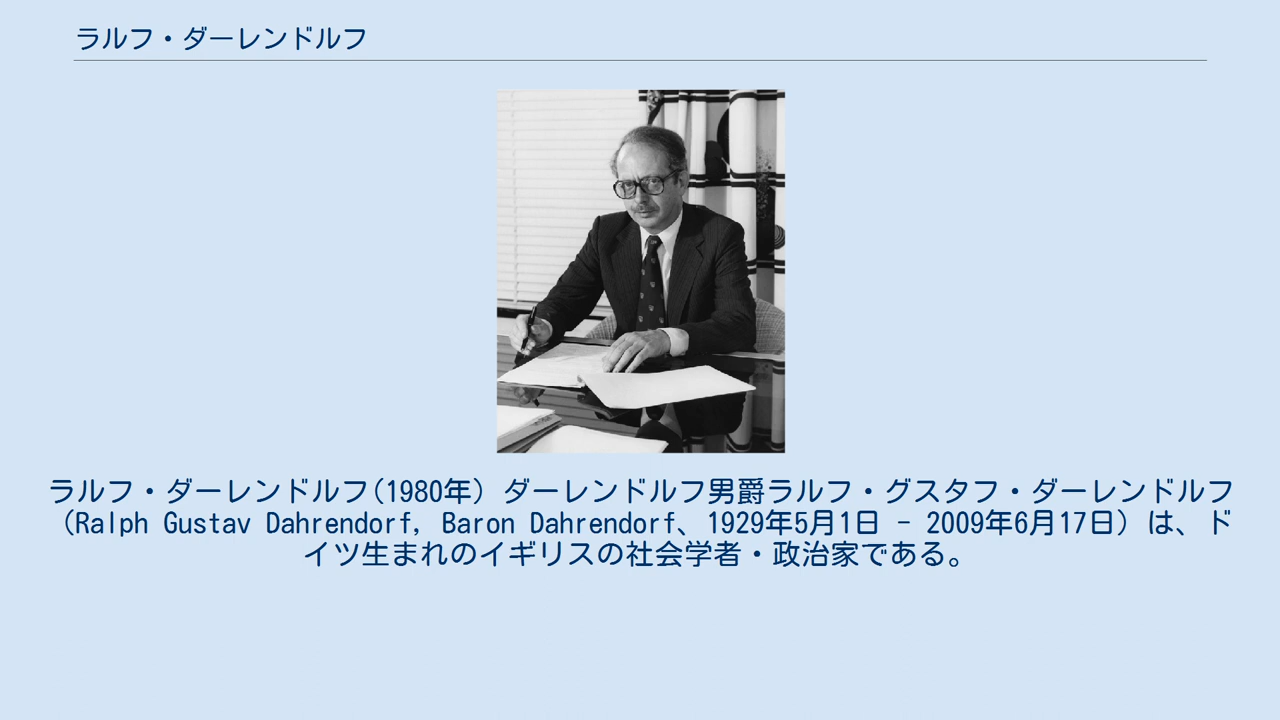 ラルフ・ダーレンドルフ
ラルフ・ダーレンドルフ(1980年) ダーレンドルフ男爵ラルフ・グスタフ・ダーレンドルフ
(Ralph Gustav Dahrendorf, Baron Dahrendorf、1929年5月1日 - 2009年6月17日) は、ド
イツ生まれのイギリスの社会学者・政治家である。